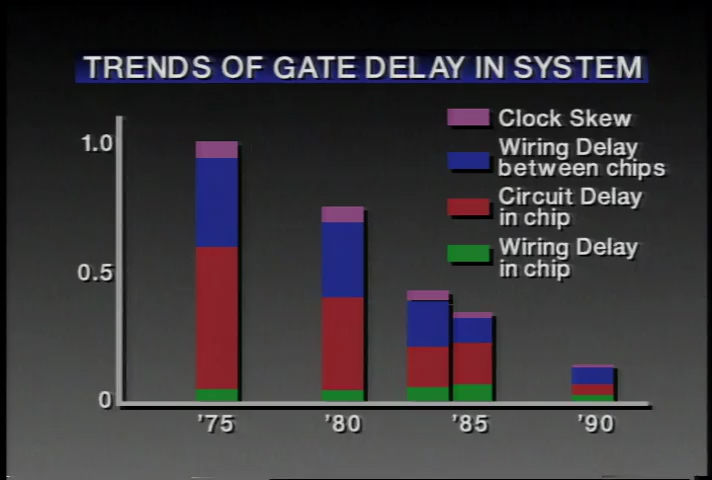 TRENDS OF GATE DELAY IN SYSTEM
Clock Skew
Wiring Delay
between chips
Circuit Delay
in chip
Wiring Delay
in chip
1.0
0.5
0
'75
'80
'85
'90